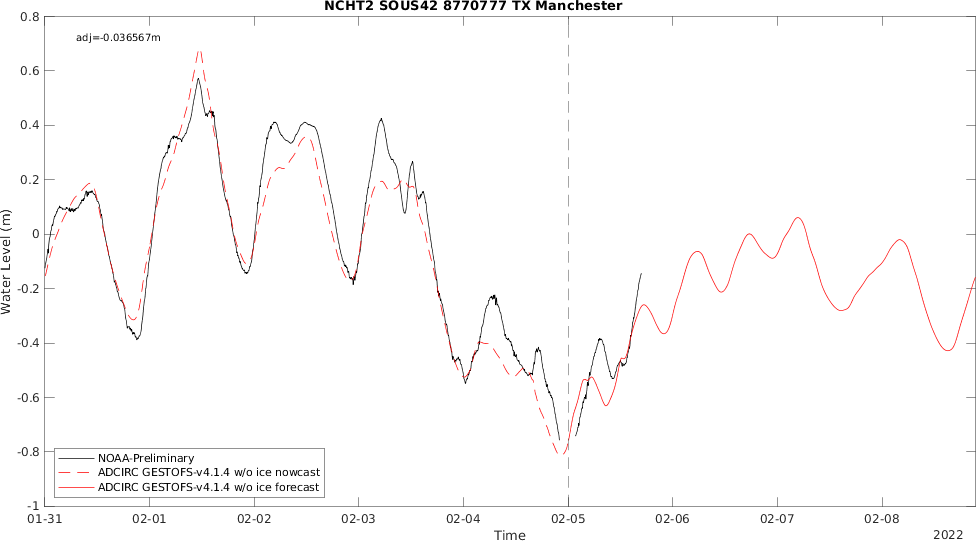 NCHT2 SOUS42 8770777 TX Manchester
adj=-0.036567m
0.8
0.6
0.4
0.2
0
-0.2
-0.4
-0.6
-0.8
-1
Water Level (m)
NOAA-Preliminary
ADCIRC GESTOFS-v4.1.4 w/o ice nowcast
ADCIRC GESTOFS-v4.1.4 w/o ice forecast
01-31 02-01 02-02 02-03 02-04 02-05 02-06 02-07 02-08
Time
2022